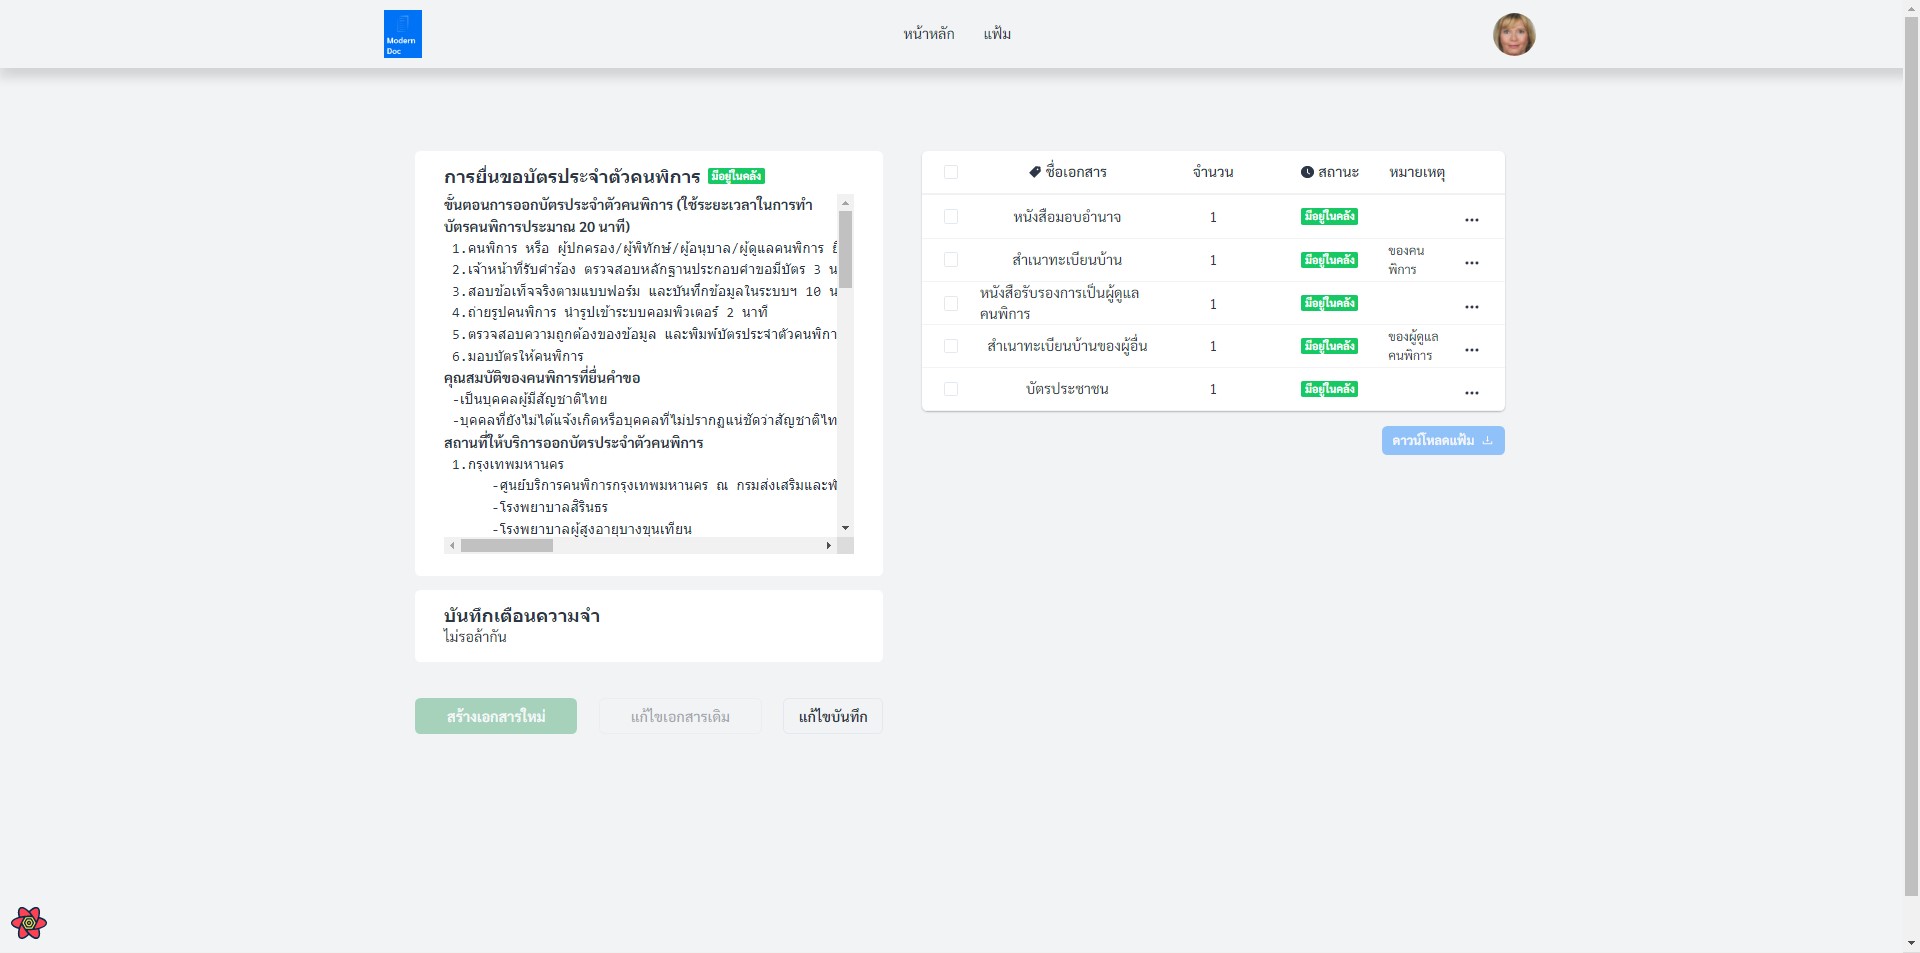 Modern
Doc
หน้าหลัก
แฟ้ม
การยื่นขอบัตรประจำตัวคนพิการ มีอยู่ในคลัง
ขั้นตอนการออกบัตรประจำตัวคนพิการ (ใช้ระยะเวลาในการทำ
บัตรคนพิการประมาณ 20 นาที)
1.คนพิการ หรือ ผู้ปกครอง/ผู้พิทักษ์/ผู้อนุบาล/ผู้ดูแลคนพิการ
2.เจ้าหน้าที่รับคำร้อง ตรวจสอบหลักฐานประกอบคำขอมีบัตร 3 น
3.สอบข้อเท็จจริงตามแบบฟอร์ม และบันทึกข้อมูลในระบบฯ 10 น
4.ถ่ายรูปคนพิการ นำรูปเข้าระบบคอมพิวเตอร์ 2 นาที
5.ตรวจสอบความถูกต้องของข้อมูล และพิมพ์บัตรประจำตัวคนพิกา
6.มอบบัตรให้คนพิการ
คุณสมบัติของคนพิการที่ยื่นคำขอ
-เป็นบุคคลผู้มีสัญชาติไทย
-บุคคลที่ยังไม่ได้แจ้งเกิดหรือบุคคลที่ไม่ปรากฏแน่ชัดว่าสัญชาติไท
สถานที่ให้บริการออกบัตรประจำตัวคนพิการ
1.กรุงเทพมหานคร
-ศูนย์บริการคนพิการกรุงเทพมหานคร ณ กรมส่งเสริมและพั
-โรงพยาบาลสิรินธร
-โรงพยาบาลผู้สูงอายุบางขุนเทียน
บันทึกเตือนความจำ
ไม่รอล้ากัน
สร้างเอกสารใหม่
แก้ไขเอกสารเดิม
แก้ไขบันทึก
ชื่อเอกสาร จำนวน สถานะ หมายเหตุ
หนังสือมอบอำนาจ 1 มีอยู่ในคลัง
สำเนาทะเบียนบ้าน 1 มีอยู่ในคลัง ของคน
พิการ
หนังสือรับรองการเป็นผู้ดูแล
คนพิการ 1 มีอยู่ในคลัง
สำเนาทะเบียนบ้านของผู้อื่น 1 มีอยู่ในคลัง ของผู้ดูแล
คนพิการ
บัตรประชาชน 1 มีอยู่ในคลัง
ดาวน์โหลดแฟ้ม